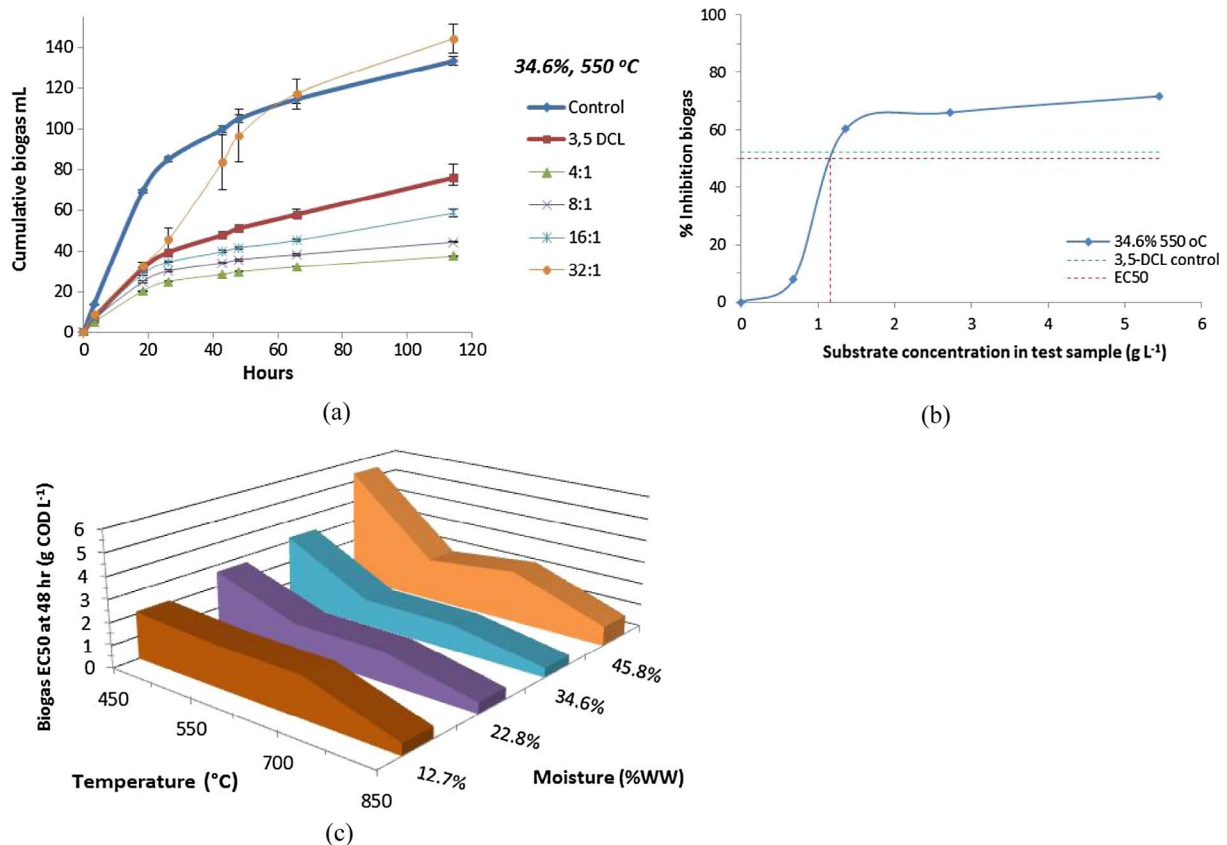 140
120
100
80
60
40
20
0
Cumulative biogas mL
0 20 40 60 80 100 120
Hours
34.6%, 550 ºC
Control
3,5 DCL
4:1
8:1
16:1
32:1
(a)
100
80
60
40
20
0
% Inhibition biogas
0 1 2 3 4 5 6
Substrate concentration in test sample (g L-1)
34.6% 550 oC
3,5-DCL control
EC50
(b)
6
5
4
3
2
1
0
Biogas EC50 at 48 hr (g COD L-1)
450
550
700
850
Temperature (°C)
12.7%
22.8%
34.6%
45.8%
Moisture (%WW)
(c)